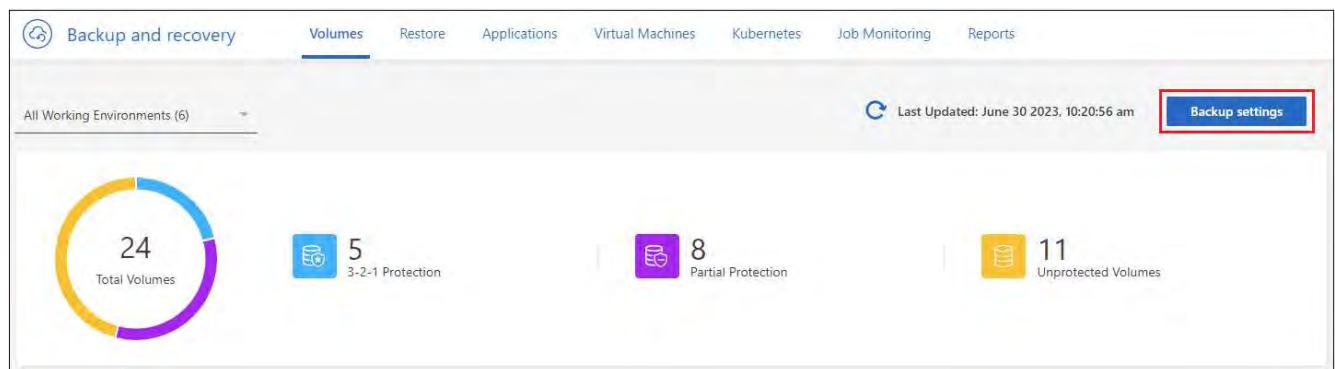 Backup and recovery Volumes Restore Applications Virtual Machines Kubernetes Job Monitoring Reports
All Working Environments (6) Last Updated: June 30 2023, 10:20:56 am Backup settings
24
Total Volumes
5
3-2-1 Protection
8
Partial Protection
11
Unprotected Volumes